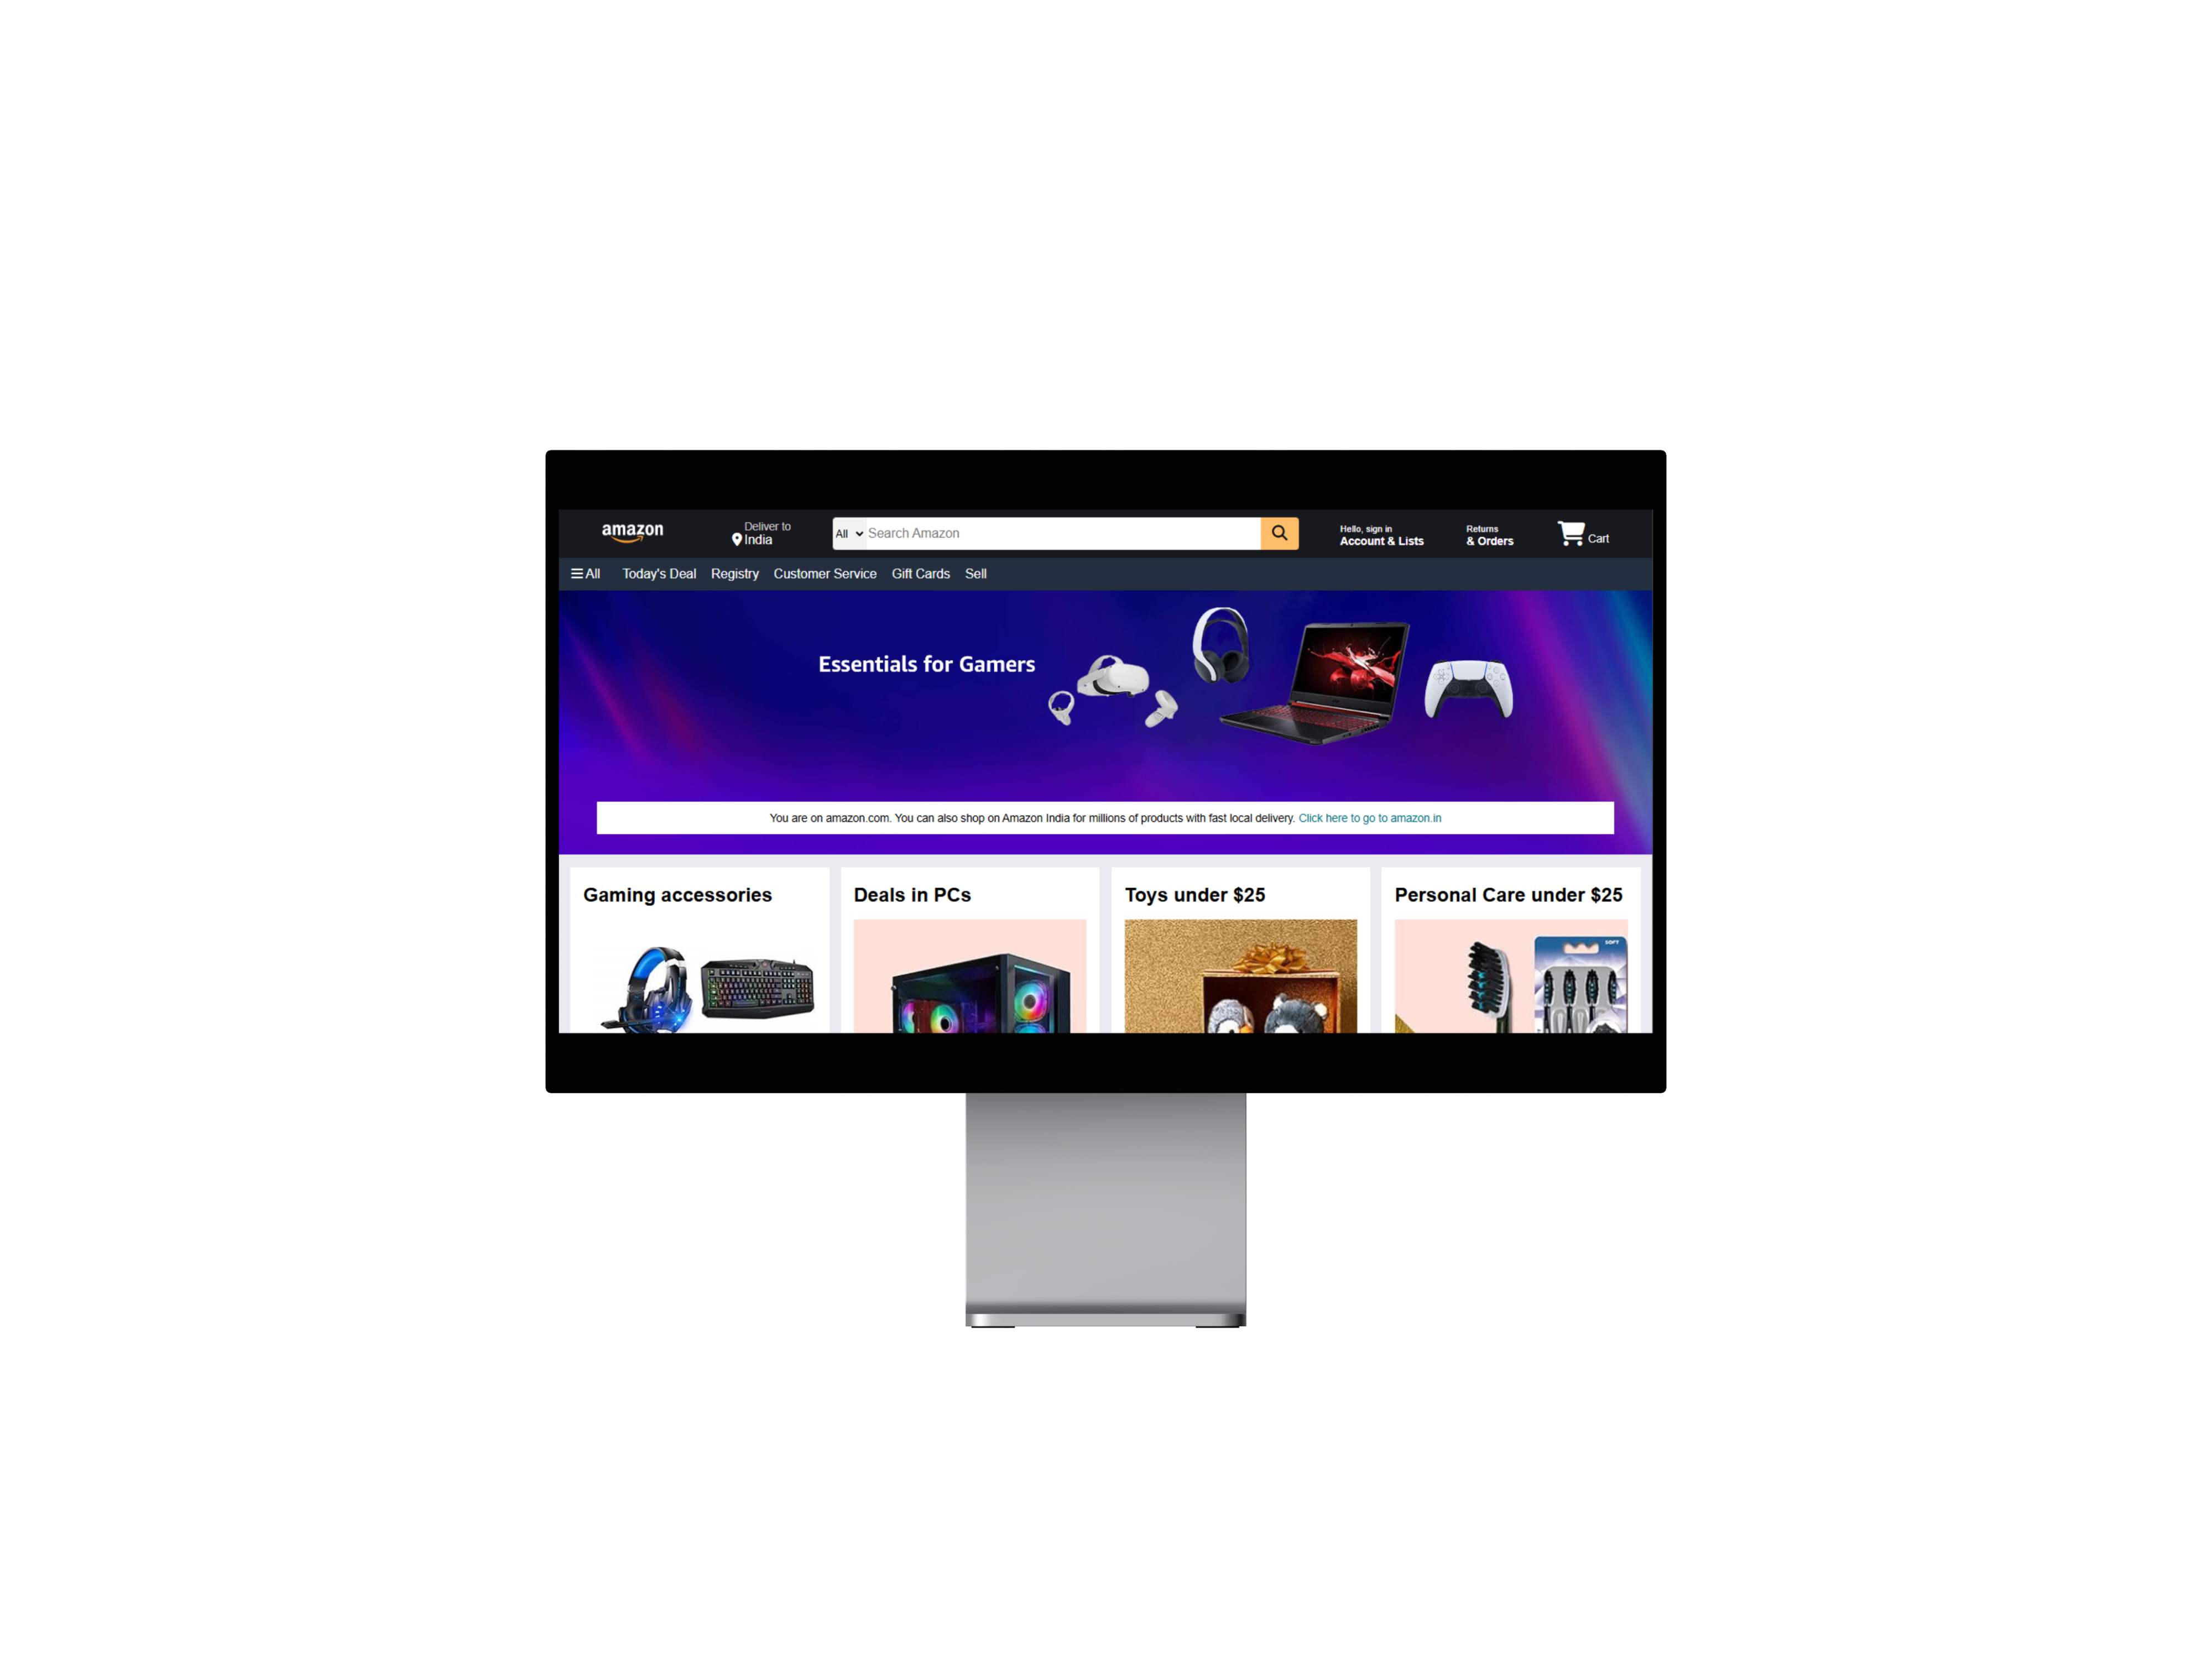 amazon
Deliver to
India
All
Search Amazon
Hello, sign in
Account & Lists
Returns
& Orders
Cart
All Today's Deal Registry Customer Service Gift Cards Sell
Essentials for Gamers
You are on amazon.com. You can also shop on Amazon India for millions of products with fast local delivery. Click here to go to amazon.in
Gaming accessories
Deals in PCs
Toys under $25
Personal Care under $25
SOFT